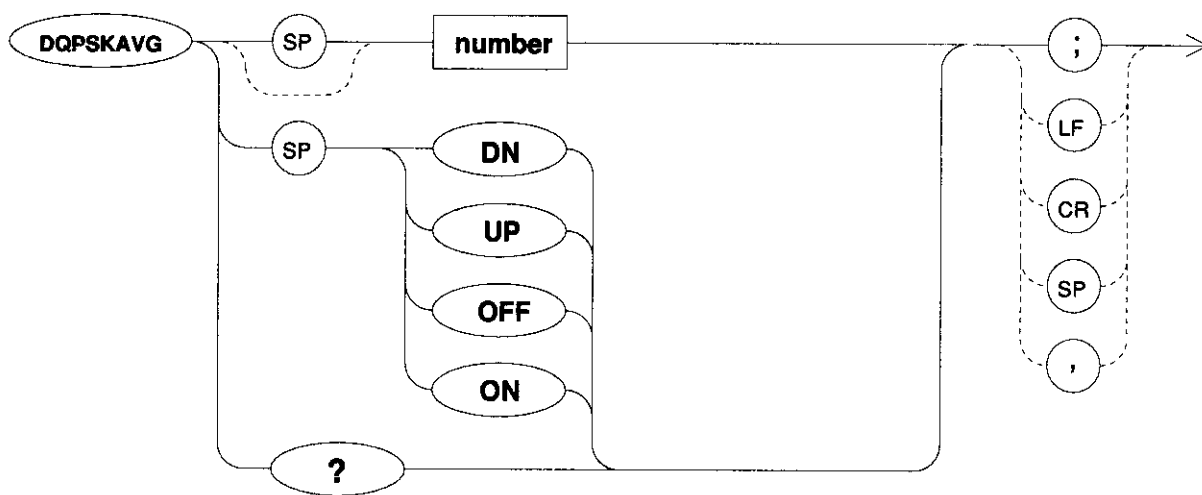 DQPSKAVG SP number ;
LF
SP DN
UP CR
SP
OFF
ON ,
?